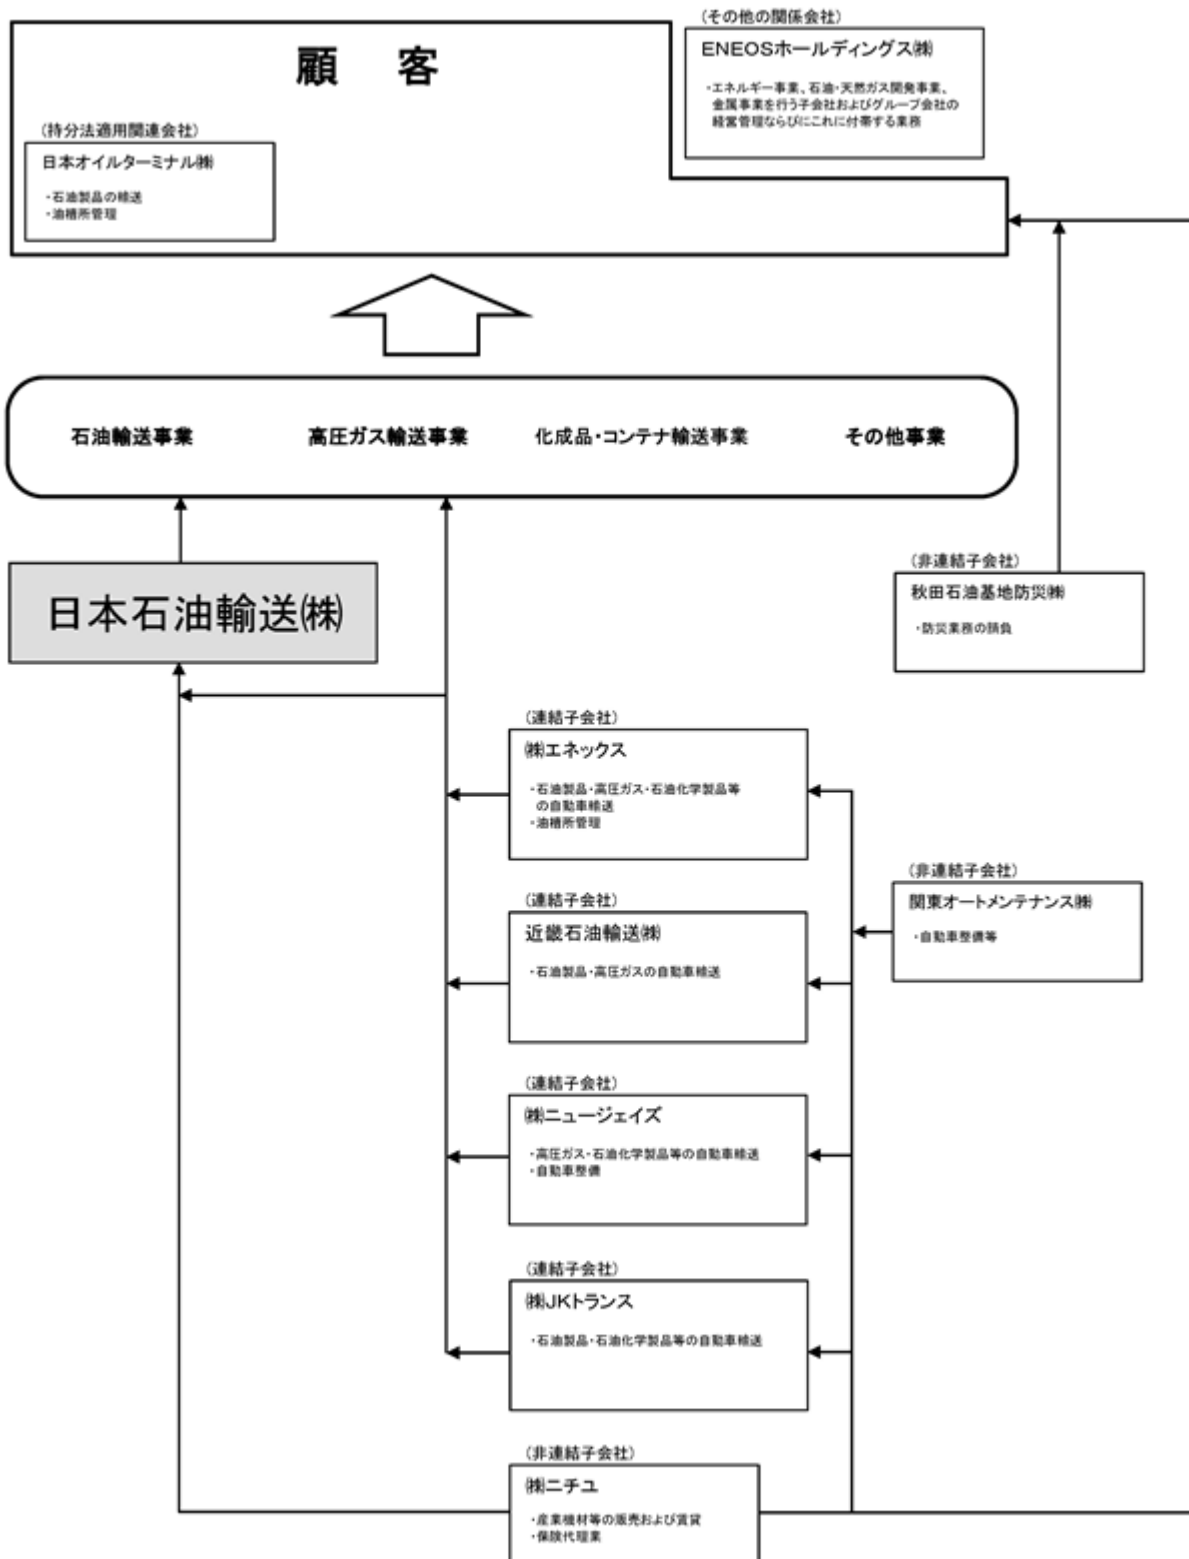 (その他の関係会社)
ENEOSホールディングス㈱
・エネルギー事業、石油・天然ガス開発事業、
金属事業を行う子会社およびグループ会社の
経営管理ならびにこれに付帯する業務
顧 客
(持分法適用関連会社)
日本オイルターミナル㈱
・石油製品の輸送
・油槽所管理
石油輸送事業 高圧ガス輸送事業 化成品・コンテナ輸送事業 その他事業
日本石油輸送㈱
(非連結子会社)
秋田石油基地防災㈱
・防災業務の請負
(連結子会社)
㈱エネックス
・石油製品・高圧ガス・石油化学製品等
の自動車輸送
・油槽所管理
(非連結子会社)
関東オートメンテナンス㈱
・自動車整備等
(連結子会社)
近畿石油輸送㈱
・石油製品・高圧ガスの自動車輸送
(連結子会社)
㈱ニュージェイズ
・高圧ガス・石油化学製品等の自動車輸送
・自動車整備
(連結子会社)
㈱JKトランス
・石油製品・石油化学製品等の自動車輸送
(非連結子会社)
㈱ニチユ
・産業機材等の販売および賃貸
・保険代理業